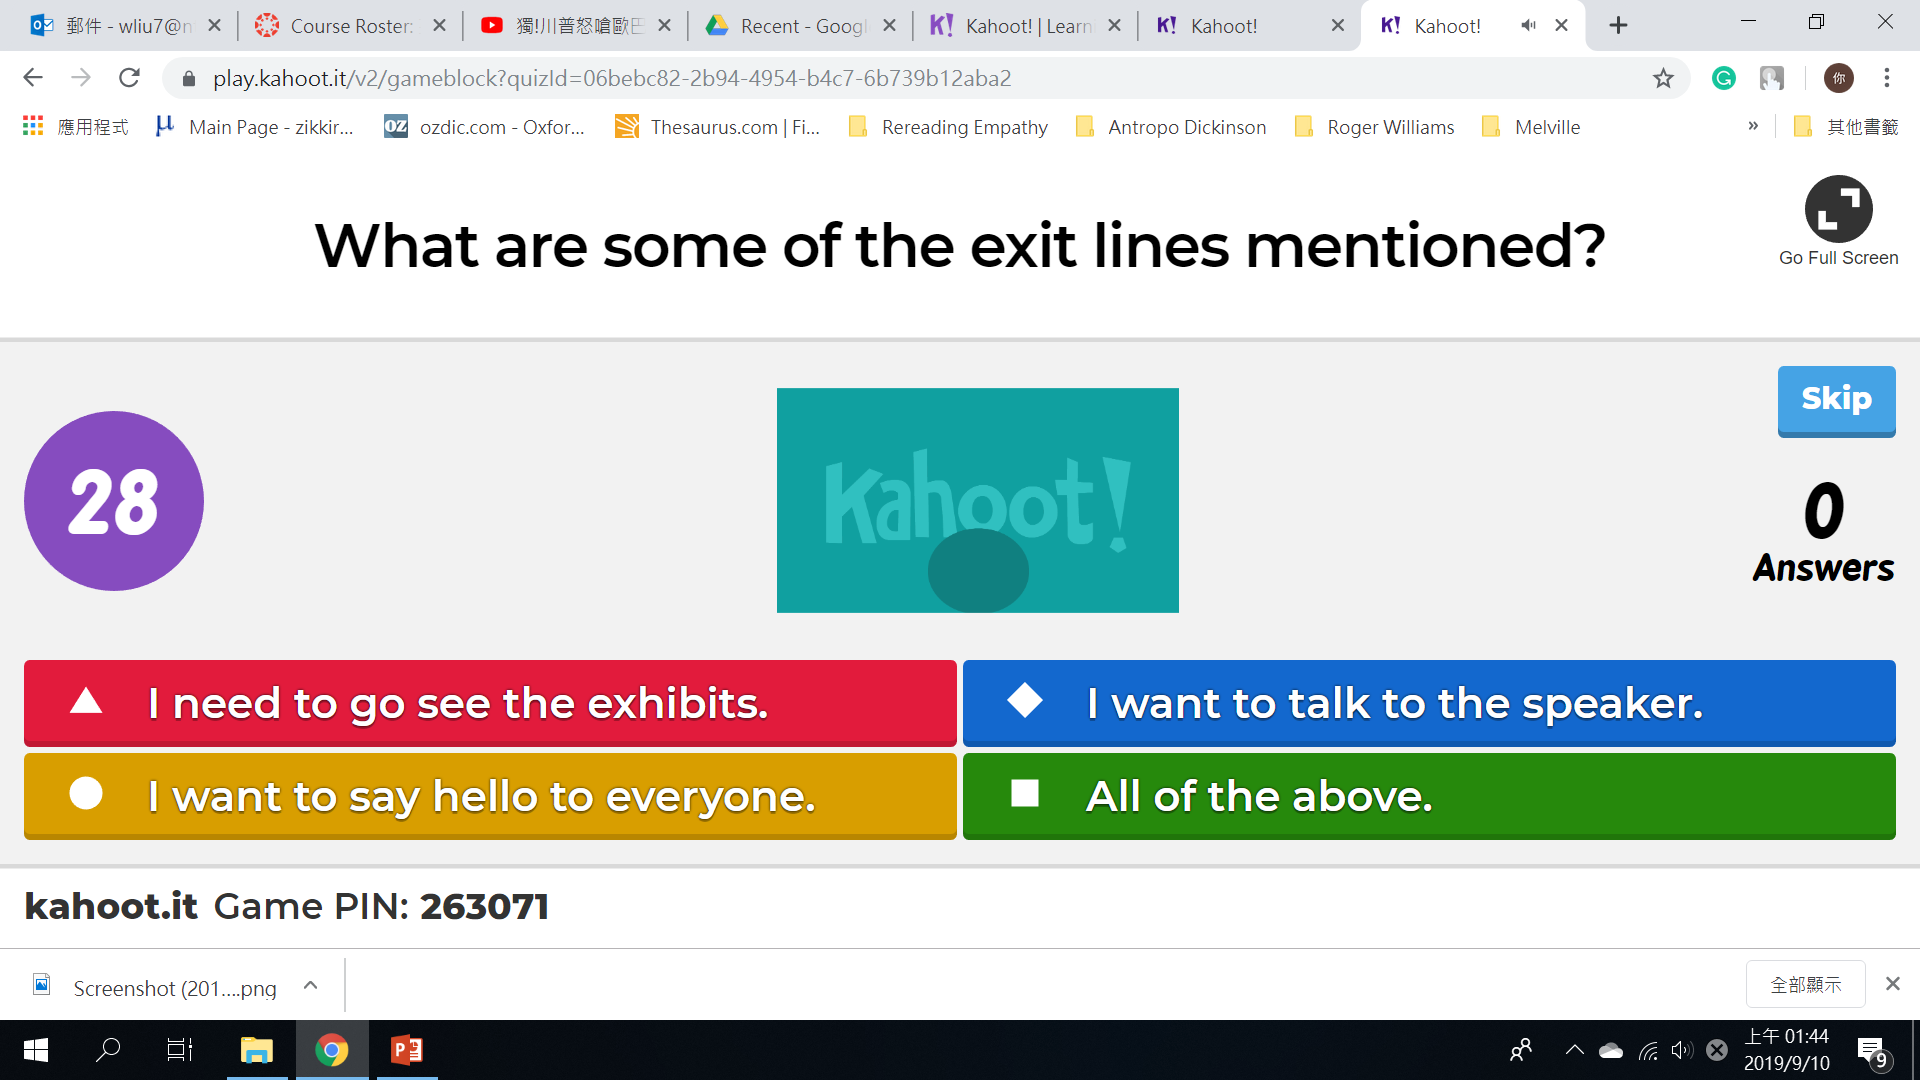 郵件 - wliu7@n
Course Roster:
獨!川普怒嗆歐巴
Recent - Googl
Kahoot! | Learni
Kahoot!
Kahoot!
play.kahoot.it/v2/gameblock?quizId=06bebc82-2b94-4954-b4c7-6b739b12aba2
你
應用程式
Main Page - zikkir...
OZ
ozdic.com - Oxfor...
Thesaurus.com | Fi...
Rereading Empathy
Antropo Dickinson
Roger Williams
Melville
»
其他書籤
What are some of the exit lines mentioned?
Go Full Screen
Skip
28
Kahoot!
0
Answers
I need to go see the exhibits.
I want to talk to the speaker.
I want to say hello to everyone.
All of the above.
kahoot.it Game PIN: 263071
Screenshot (201....png
全部顯示
上午 01:44
2019/9/10
9